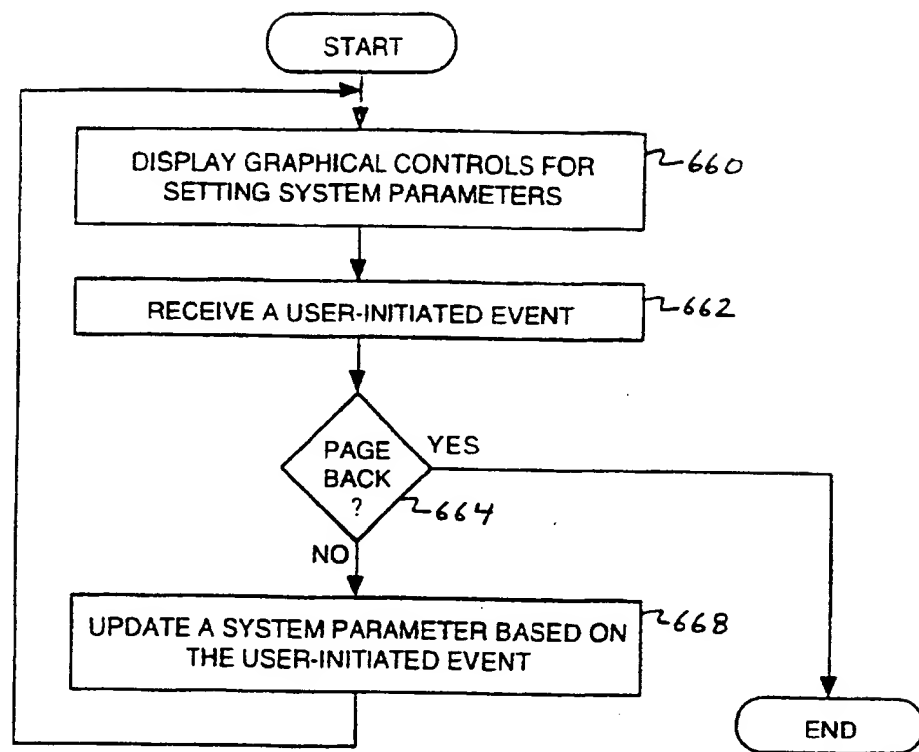 START
DISPLAY GRAPHICAL CONTROLS FOR
SETTING SYSTEM PARAMETERS
660
RECEIVE A USER-INITIATED EVENT
662
PAGE
BACK
?
YES
664
NO
UPDATE A SYSTEM PARAMETER BASED ON
THE USER-INITIATED EVENT
668
END